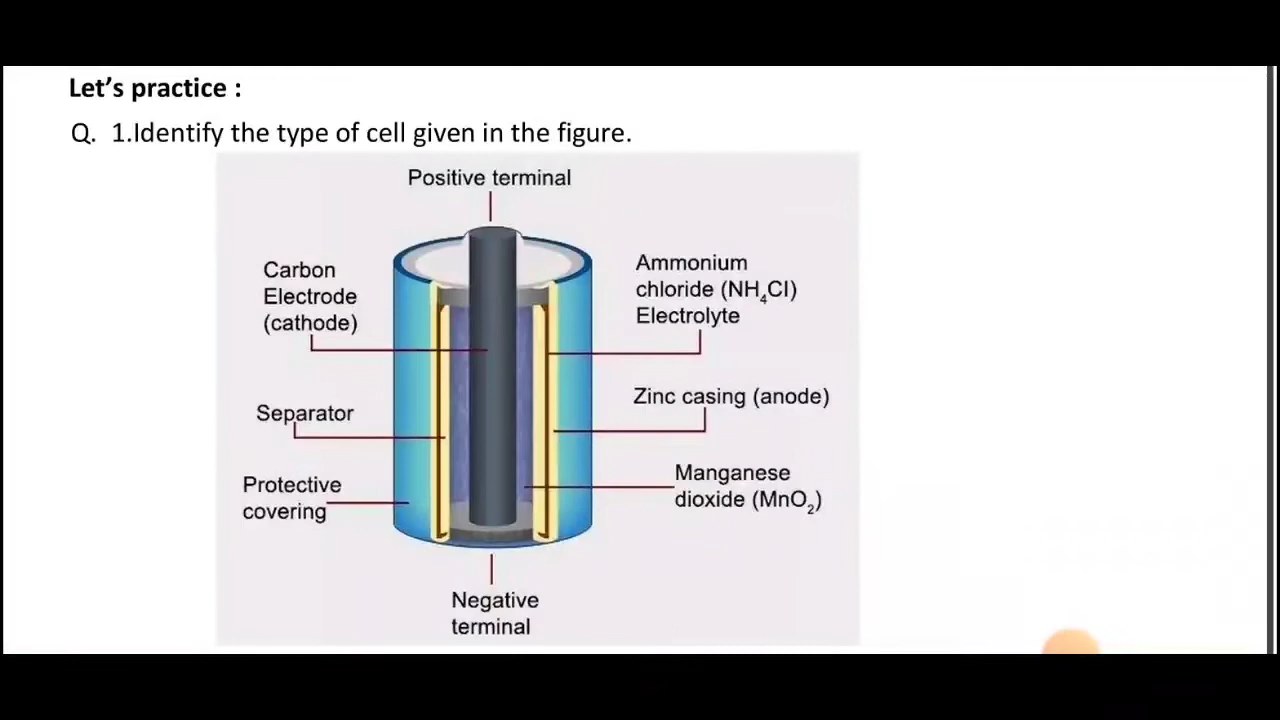 Let's practice :
Q. 1.Identify the type of cell given in the figure.
Positive terminal
Carbon
Electrode
(cathode)
Ammonium
chloride (NH₄Cl)
Electrolyte
Zinc casing (anode)
Separator
Manganese
dioxide (MnO₂)
Protective
covering
Negative
terminal